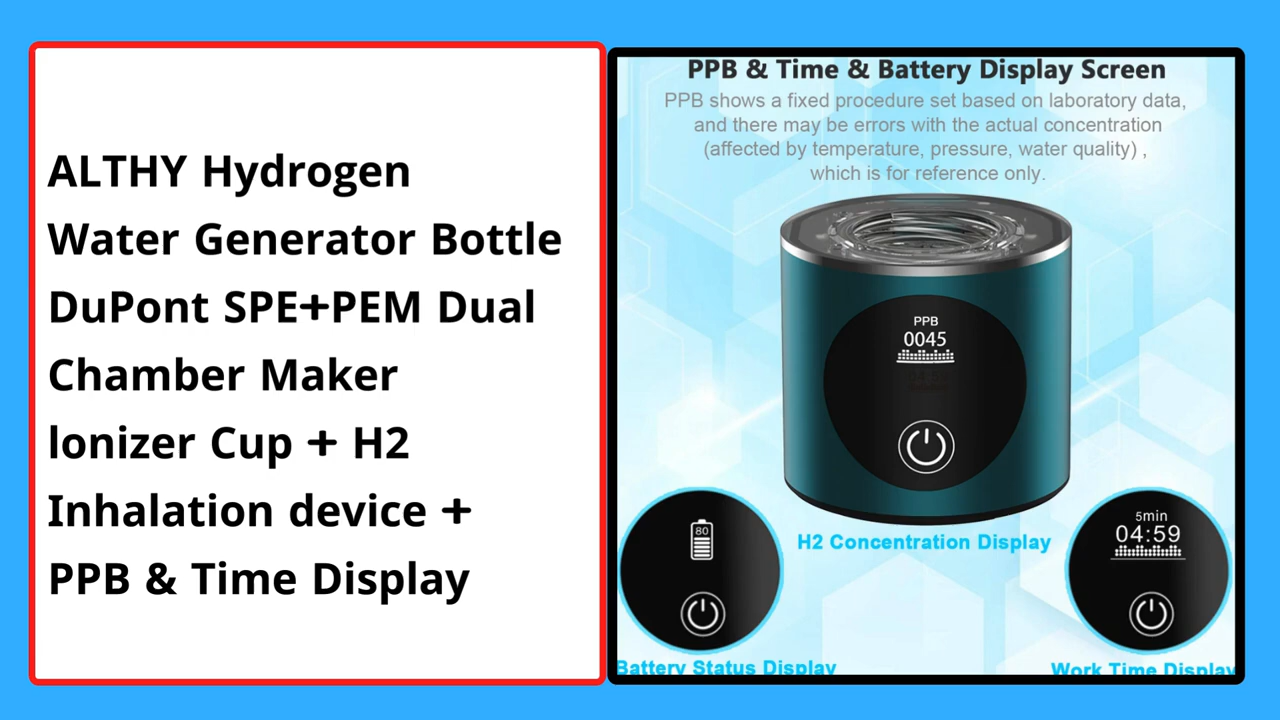 ALTHY Hydrogen
Water Generator Bottle
DuPont SPE+PEM Dual
Chamber Maker
lonizer Cup + H2
Inhalation device +
PPB & Time Display
PPB & Time & Battery Display Screen
PPB shows a fixed procedure set based on laboratory data,
and there may be errors with the actual concentration
(affected by temperature, pressure, water quality) ,
which is for reference only.
PPB
0045
H2 Concentration Display
80
Battery Status Display
5min
04:59
Work Time Display